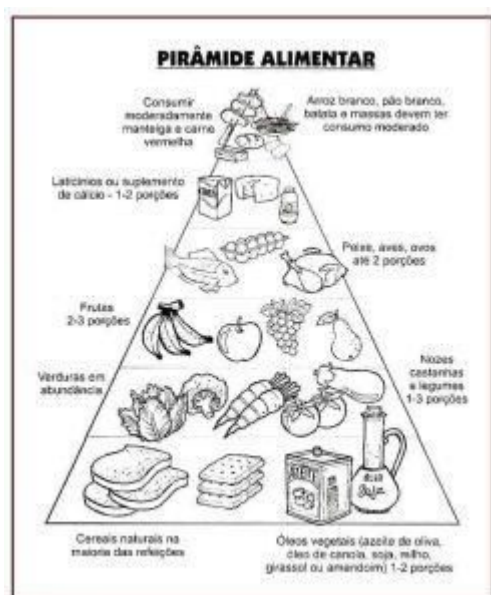 PIRÂMIDE ALIMENTAR
Consumir
moderadamente
manteiga e carne
vermelha
Arroz branco, pão branco,
batata e massas devem ter
consumo moderado
Laticínios ou suplemento
de cálcio - 1-2 porções
Peixe, aves, ovos
até 2 porções
Frutas
2-3 porções
Verduras em
abundância
Nozes
castanhas
e legumes
1-3 porções
AZEITE
Soja
Cereais naturais na
maioria das refeições
Óleos vegetais (azeite de oliva,
óleo de canola, soja, milho,
girassol ou amendoim) 1-2 porções